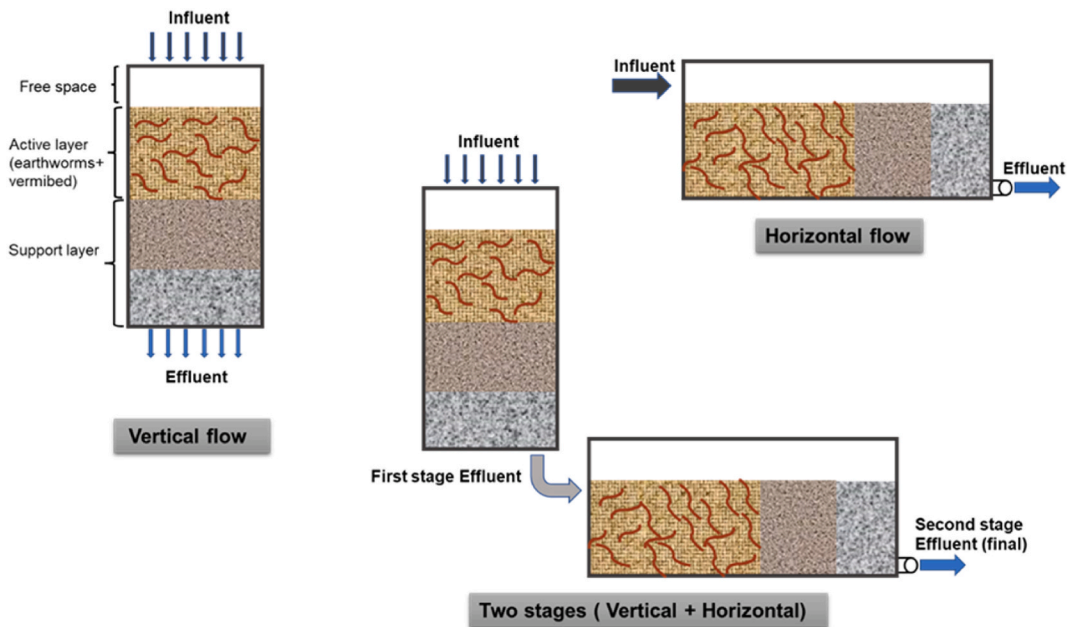 Influent
Free space
Active layer
(earthworms+
vermibed)
Support layer
Effluent
Vertical flow
Influent
Effluent
Horizontal flow
Influent
First stage Effluent
Second stage
Effluent (final)
Two stages ( Vertical + Horizontal)